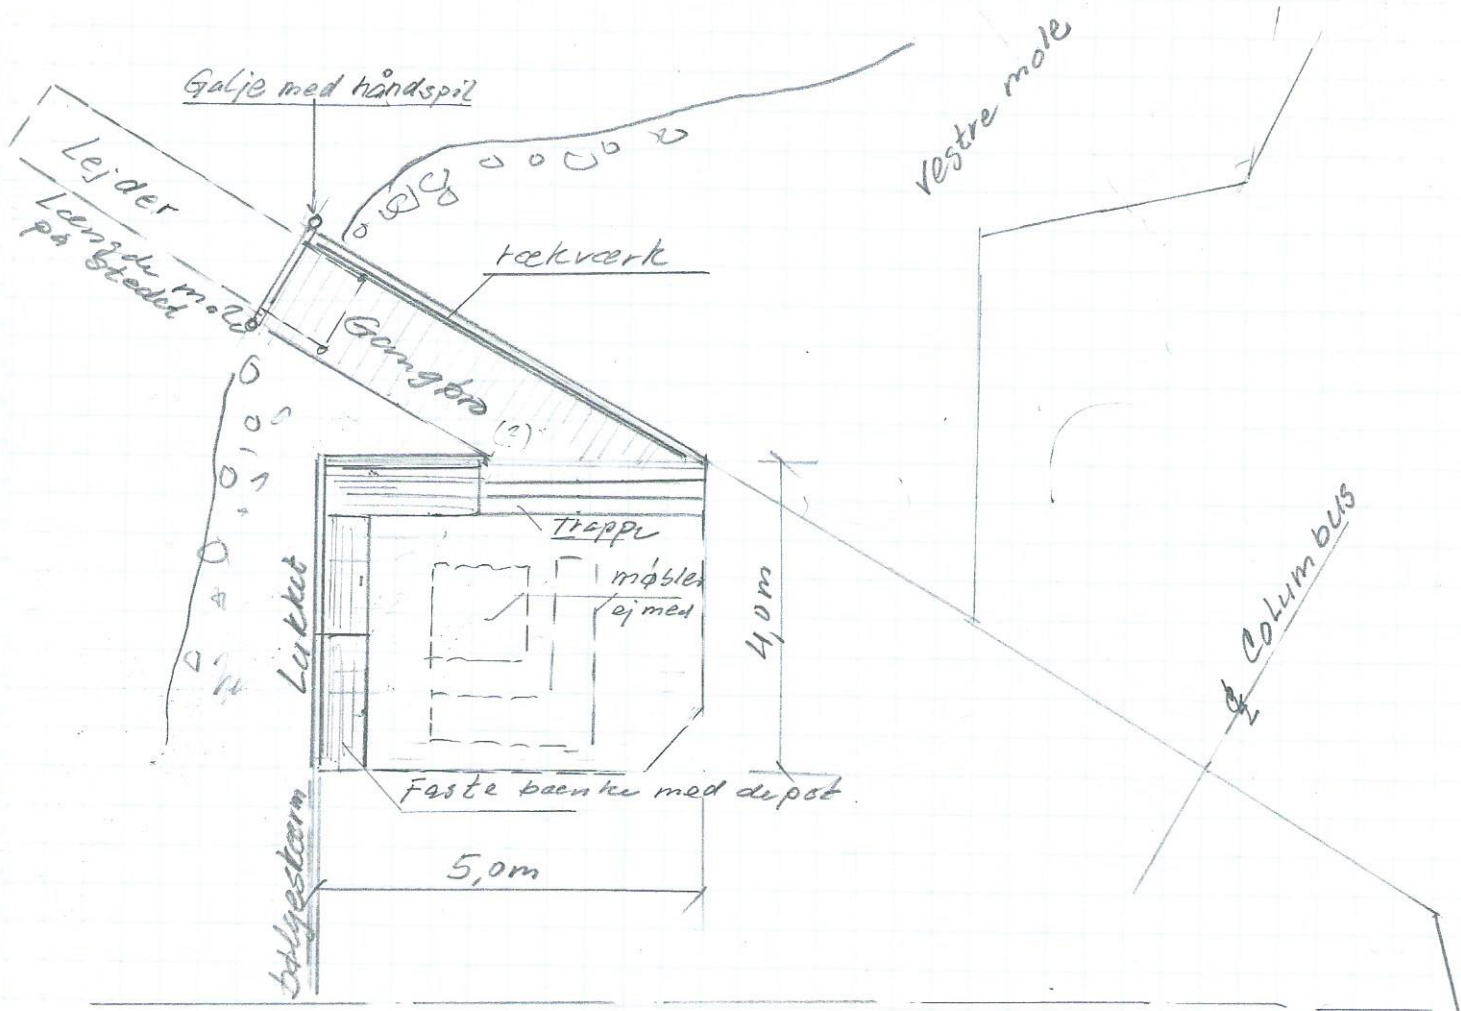 Galje med håndspil
Vestre mole
Lejder
Længde måles
på stedet
rækværk
Gangbro
(?)
Trappe
møbler
ej med
Lukket
4,0m
Columbus
Faste bænke med depot
5,0m
bølgeskærm